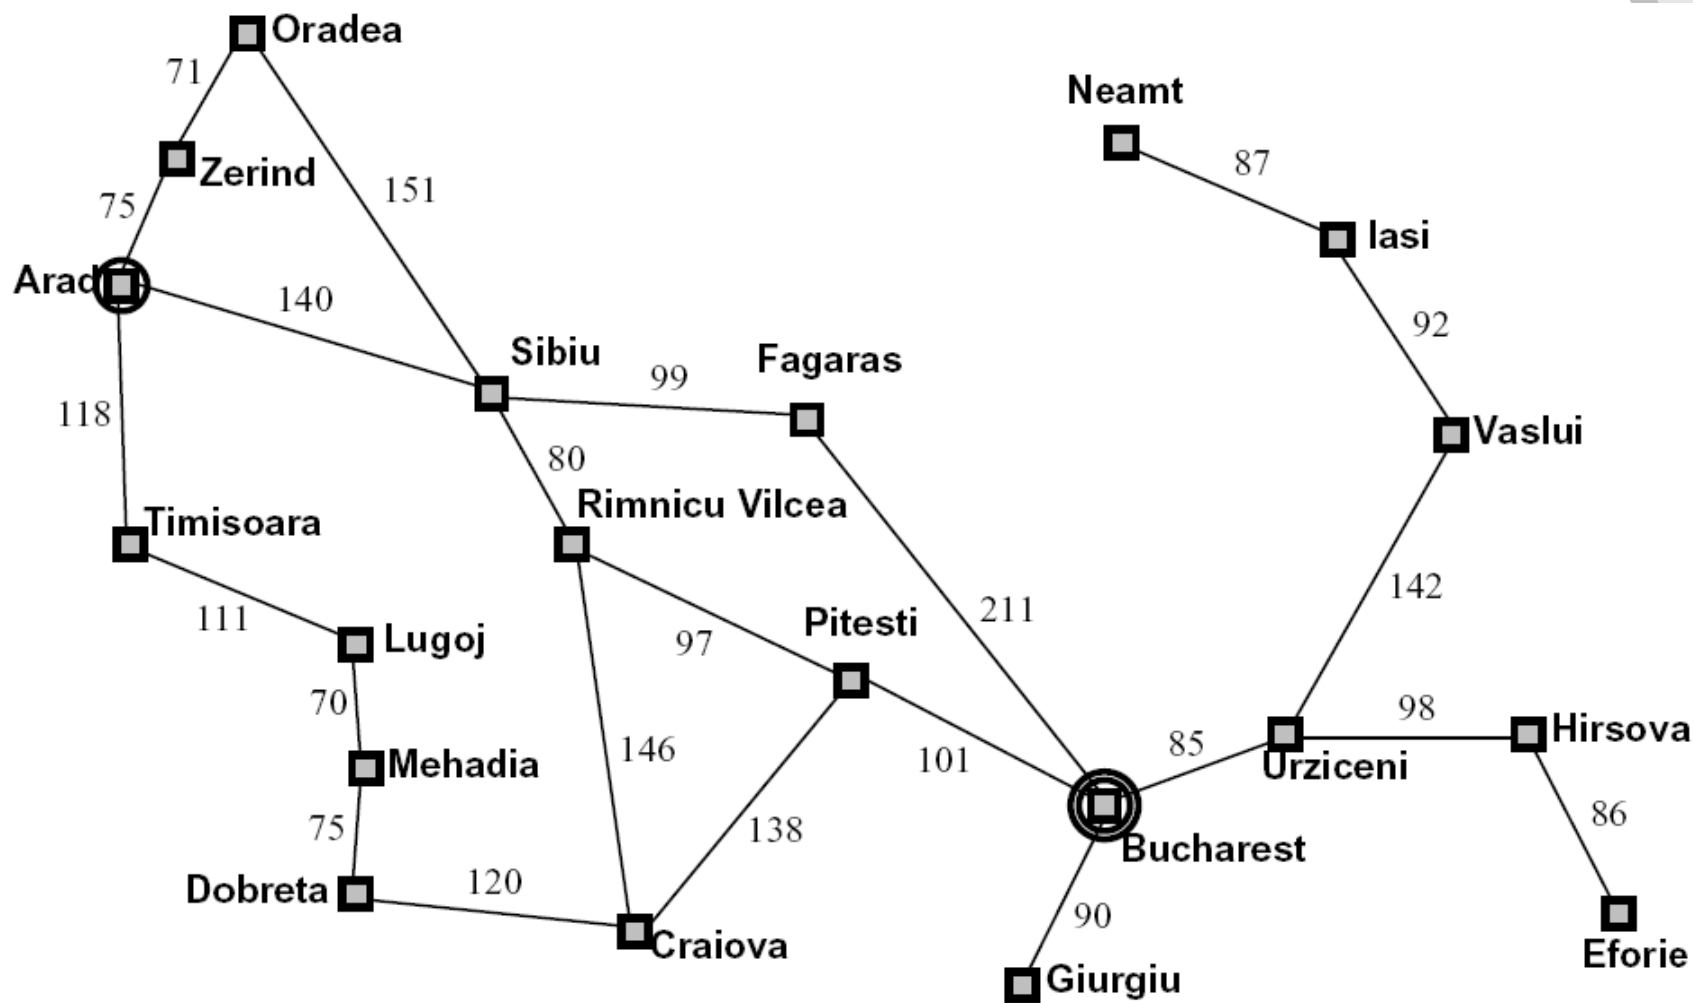 Oradea
71
Neamt
87
Zerind
151
75
Iasi
Arad
140
92
Sibiu
Fagaras
99
118
Vaslui
80
Rimnicu Vilcea
Timisoara
142
211
111
Pitesti
97
Lugoj
70
98
Hirsova
146
85
101
Urziceni
Mehadia
86
75
138
Bucharest
Dobreta
120
90
Craiova
Eforie
Giurgiu